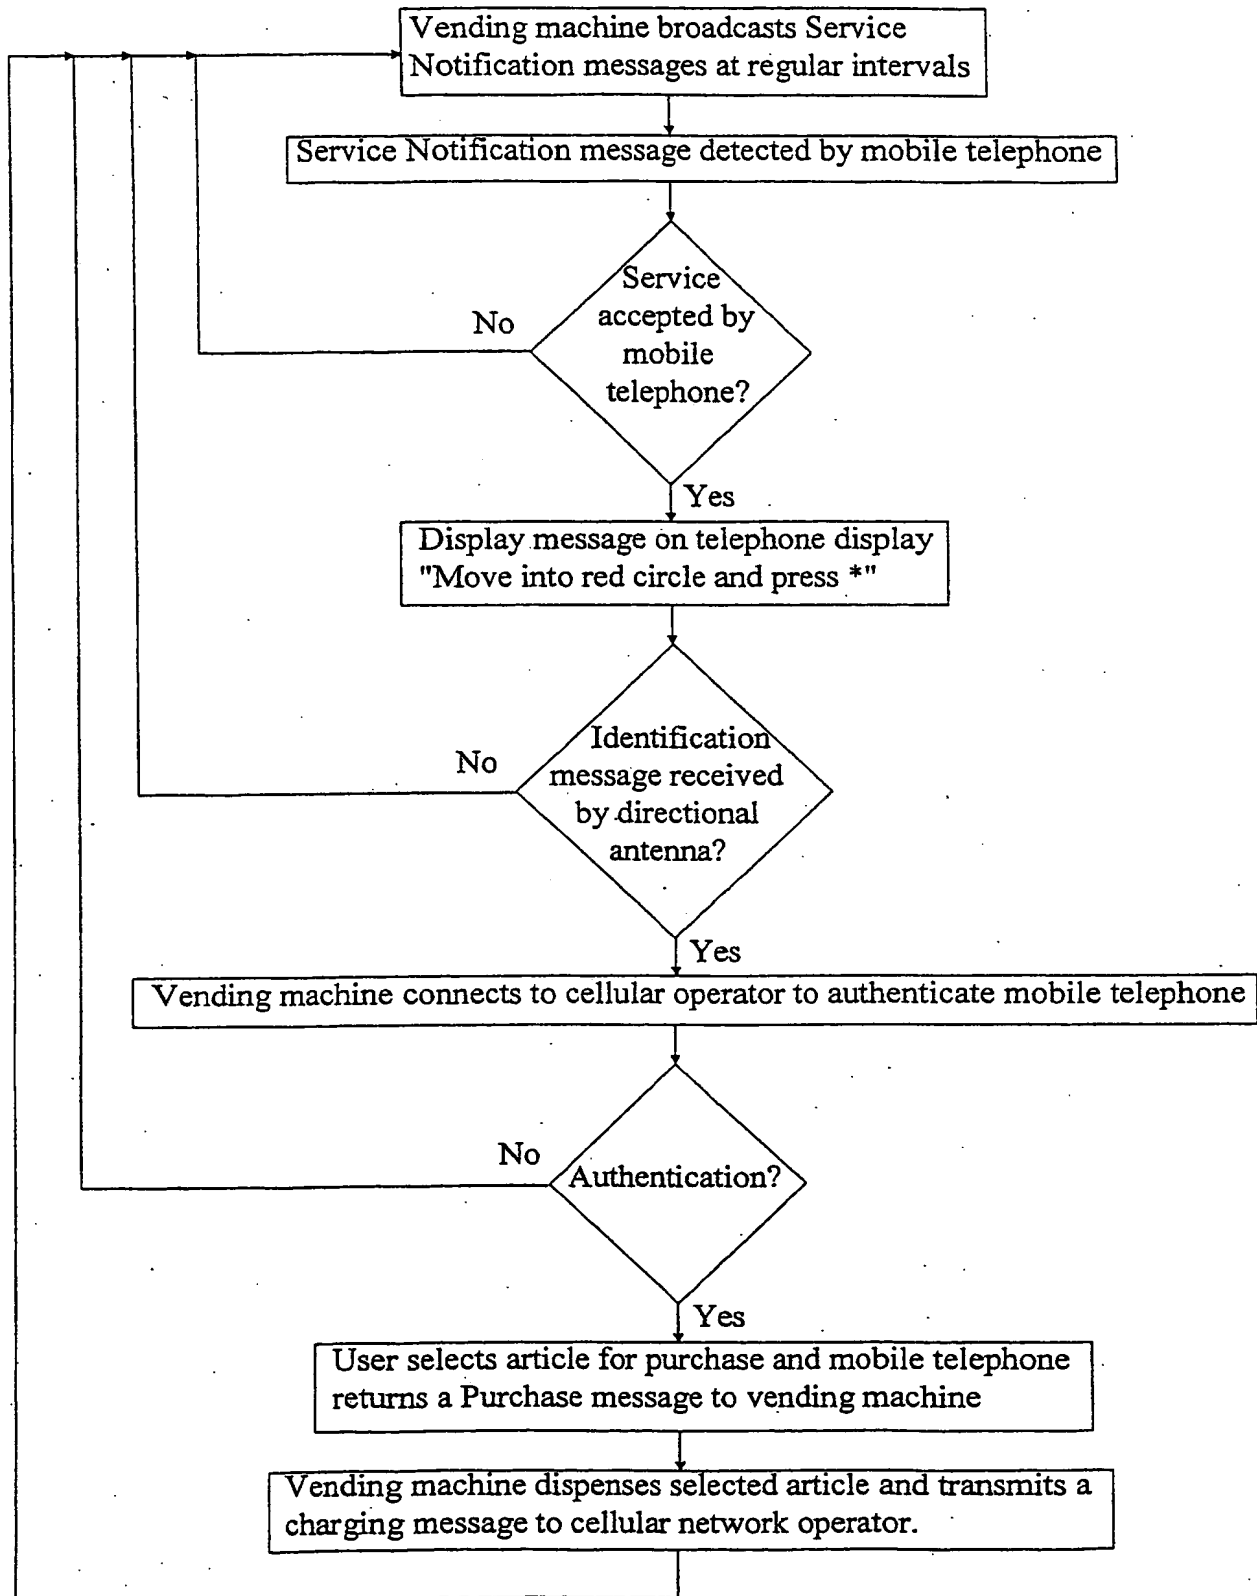 Vending machine broadcasts Service
Notification messages at regular intervals
Service Notification message detected by mobile telephone
Service
accepted by
mobile
telephone?
No
Yes
Display message on telephone display
"Move into red circle and press *"
Identification
message received
by directional
antenna?
No
Yes
Vending machine connects to cellular operator to authenticate mobile telephone
Authentication?
No
Yes
User selects article for purchase and mobile telephone
returns a Purchase message to vending machine
Vending machine dispenses selected article and transmits a
charging message to cellular network operator.